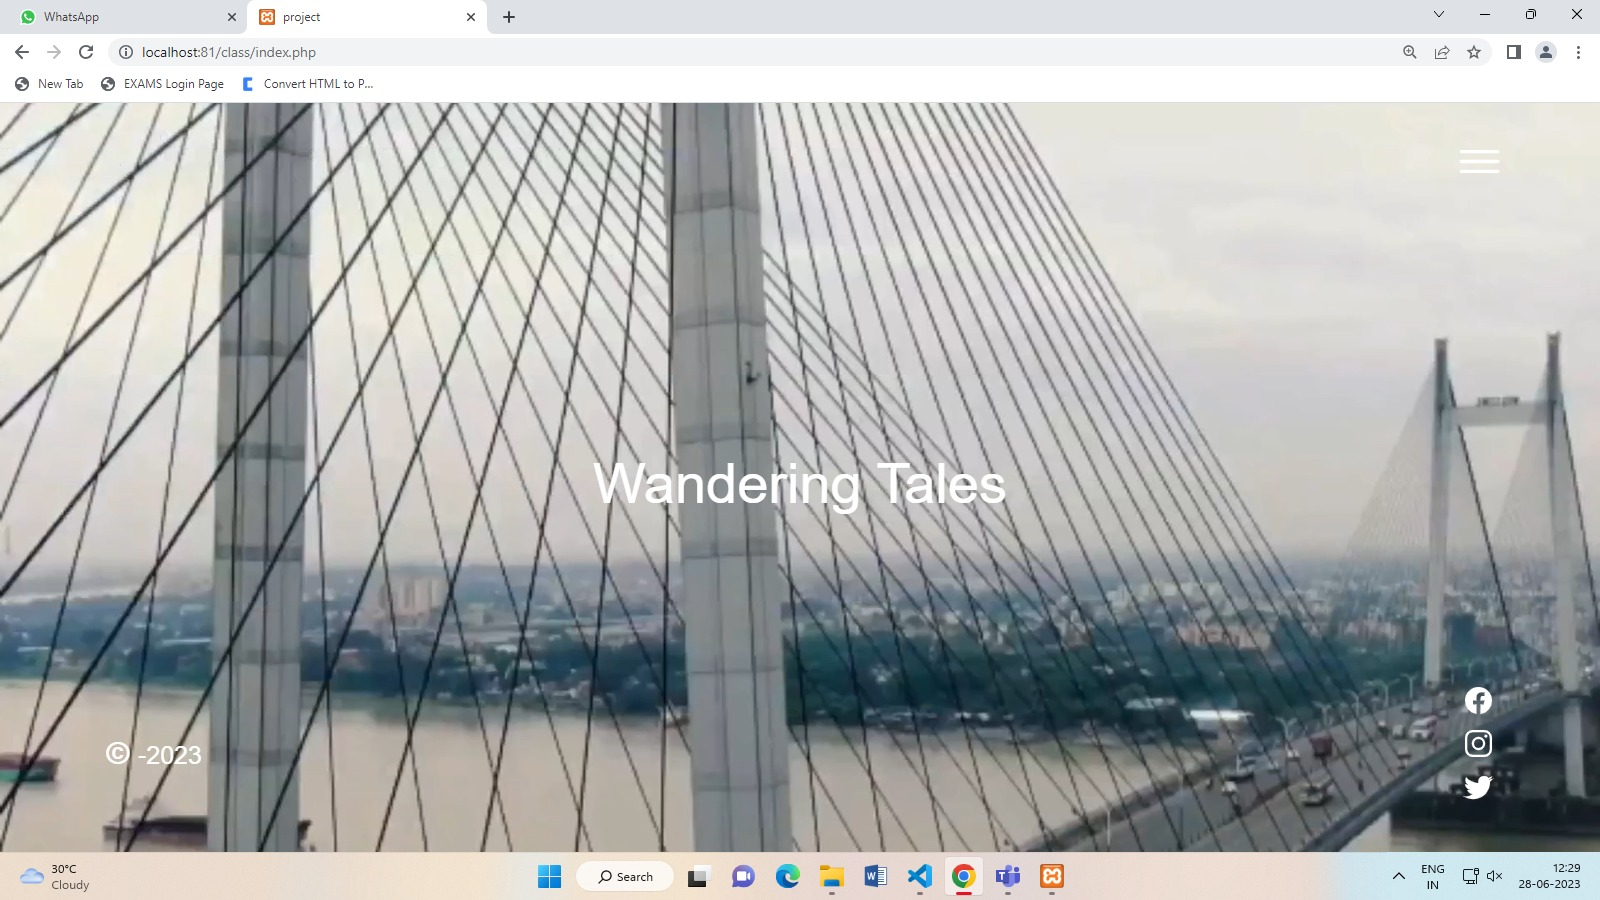 WhatsApp
project
localhost:81/class/index.php
New Tab
EXAMS Login Page
Convert HTML to P...
Wandering Tales
© -2023
30°C
Cloudy
Search
ENG
IN
12:29
28-06-2023